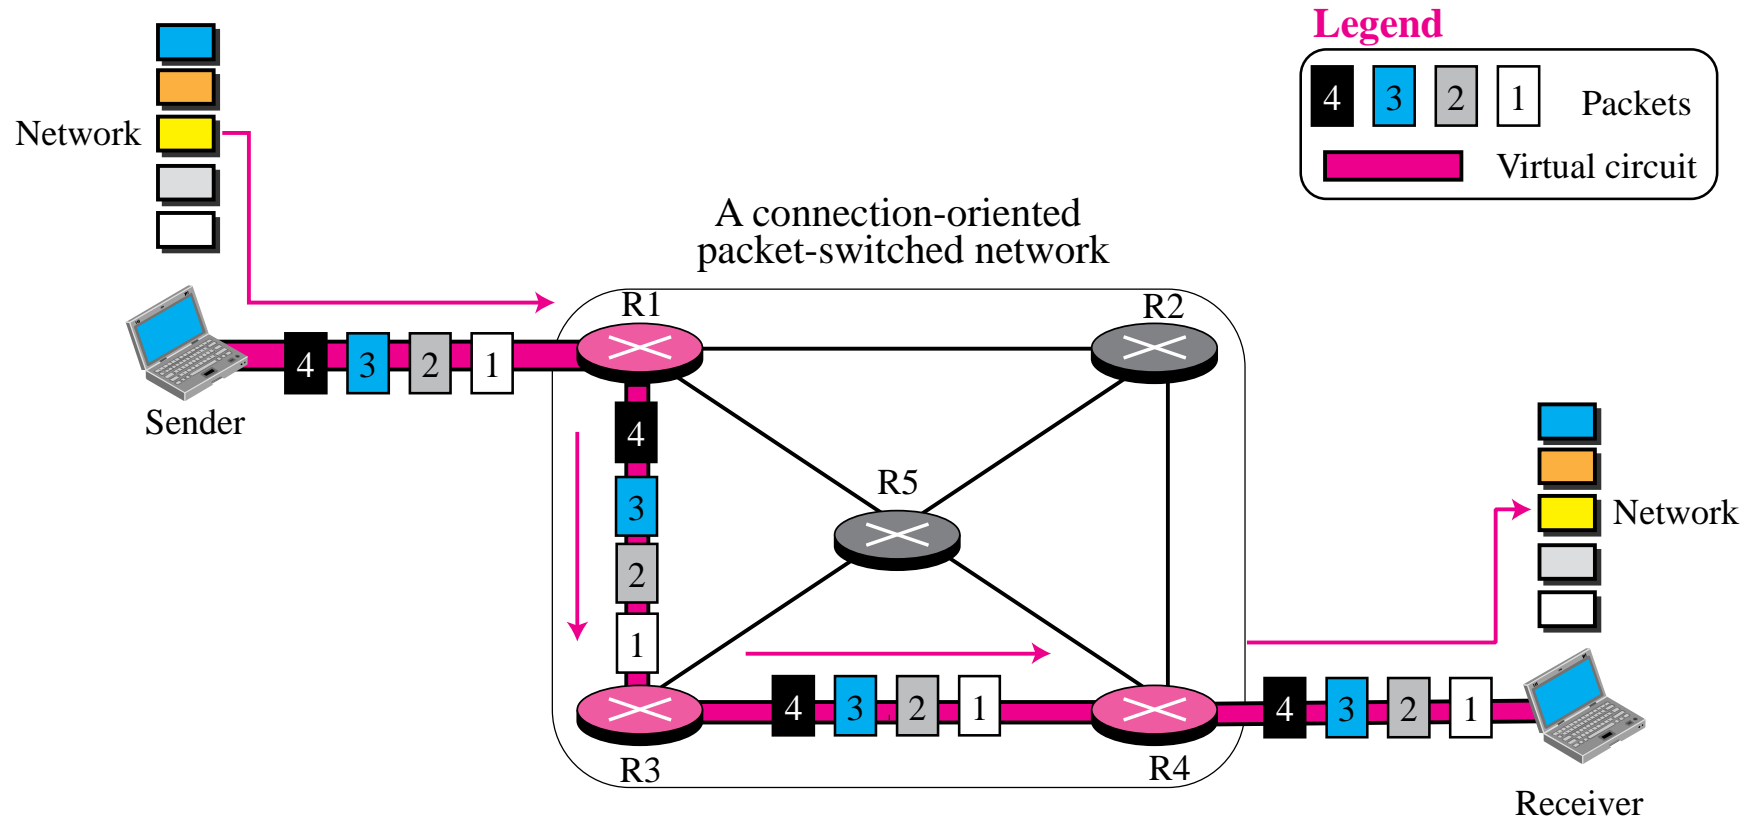 Legend
4 3 2 1 Packets
Virtual circuit
Network
A connection-oriented
packet-switched network
R1
R2
4 3 2 1
Sender
4
3
2
1
R5
Network
4 3 2 1
4 3 2 1
R3
R4
Receiver